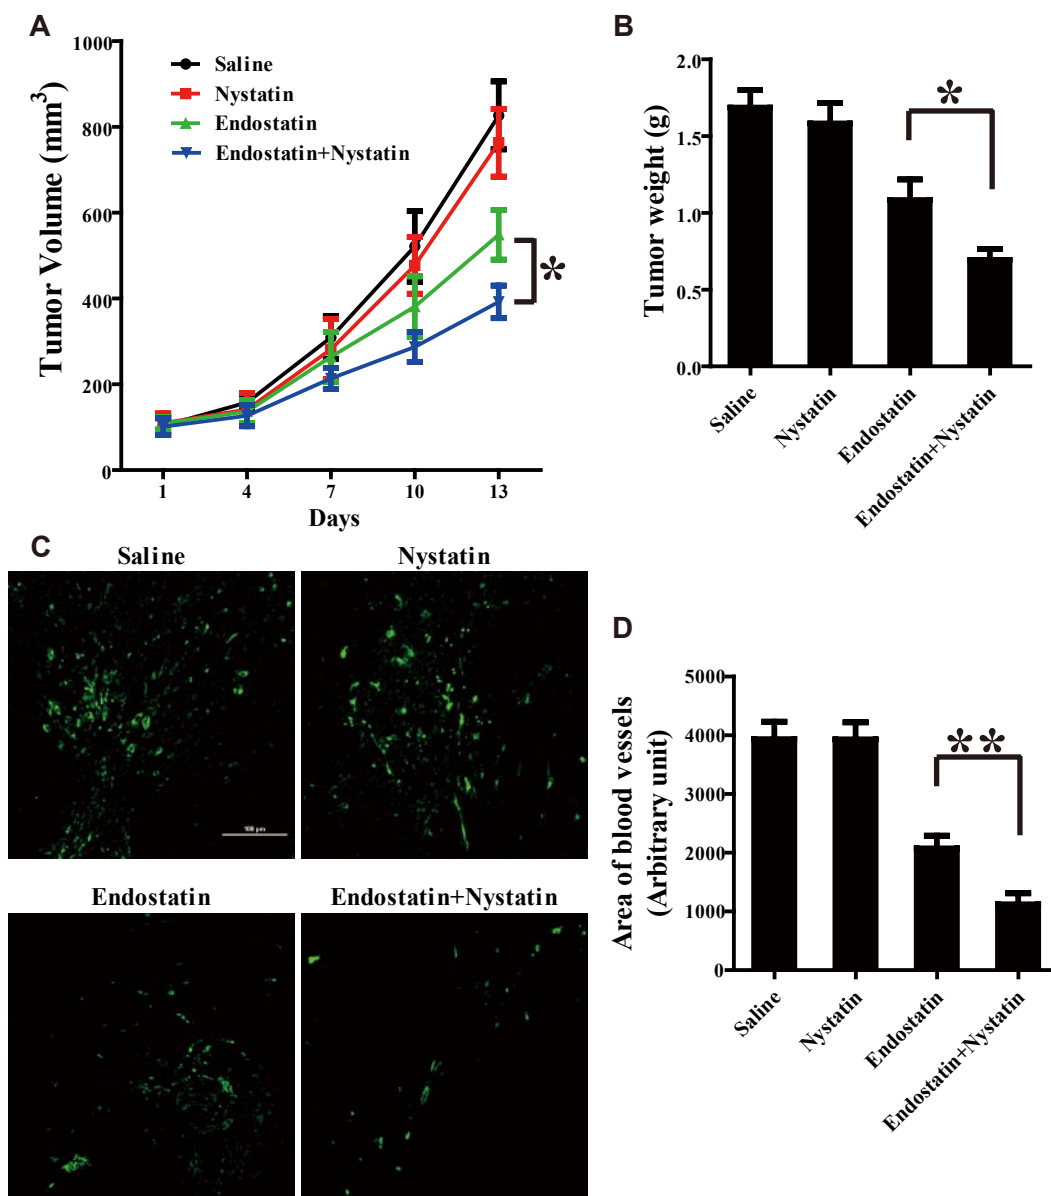 A
1000
800
600
400
200
0
Tumor Volume (mm³)
Saline
Nystatin
Endostatin
Endostatin+Nystatin
*
1 4 7 10 13
Days
B
2.0
1.5
1.0
0.5
0.0
Tumor weight (g)
*
Saline
Nystatin
Endostatin
Endostatin+Nystatin
C
Saline
Nystatin
100 μm
Endostatin
Endostatin+Nystatin
D
5000
4000
3000
2000
1000
0
Area of blood vessels
(Arbitrary unit)
**
Saline
Nystatin
Endostatin
Endostatin+Nystatin